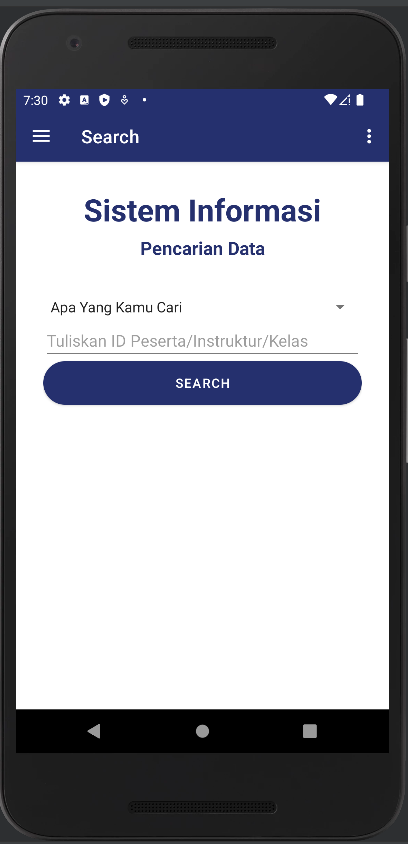 7:30
Search
Sistem Informasi
Pencarian Data
Apa Yang Kamu Cari
Tuliskan ID Peserta/Instruktur/Kelas
SEARCH